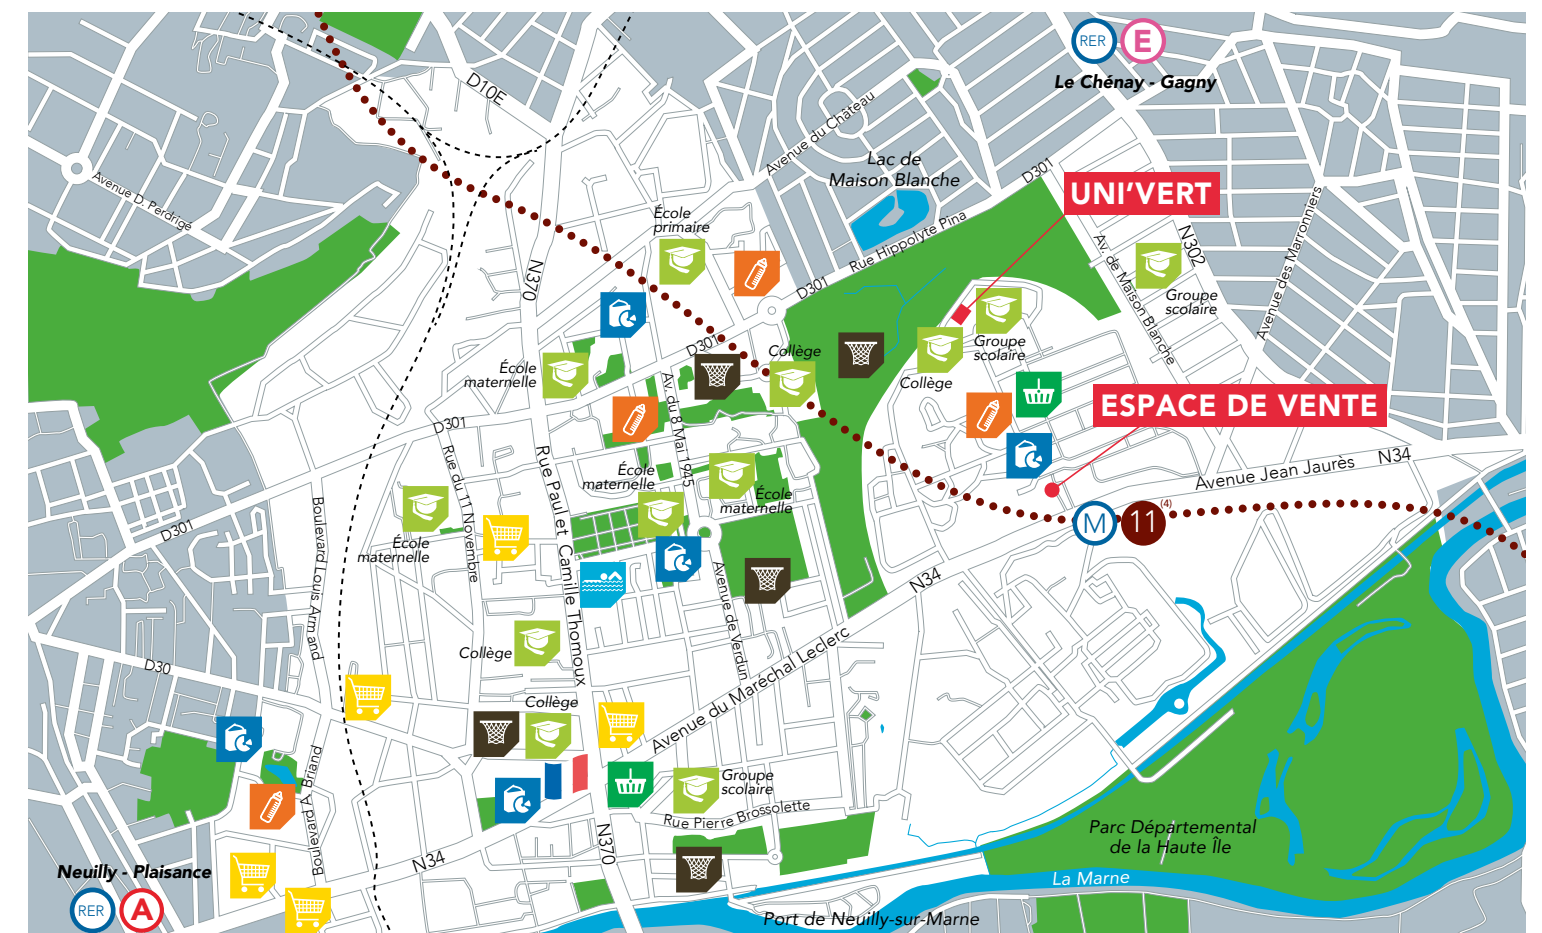 RER
E
Le Chénay - Gagny
D10E
Avenue du Château
Lac de
Maison Blanche
D301
UNI'VERT
Avenue D. Perdrigé
École
primaire
Rue Hippolyte Pina
Av. de Maison Blanche
N302
Avenue des Marronniers
N370
D301
Groupe
scolaire
D301
Collège
Groupe
scolaire
Collège
École
maternelle
Av. du 8 Mai 1945
ESPACE DE VENTE
D301
Rue du 11 Novembre
Rue Paul et Camille Thomoux
École
maternelle
École
maternelle
Avenue Jean Jaurès
N34
Boulevard Louis Armand
D301
École
maternelle
M
11
(4)
Avenue de Verdun
N34
Collège
D30
Avenue du Maréchal Leclerc
Collège
Boulevard A. Briand
Groupe
scolaire
Rue Pierre Brossolette
N370
N34
Parc Départemental
de la Haute Île
La Marne
Neuilly - Plaisance
RER
A
Port de Neuilly-sur-Marne